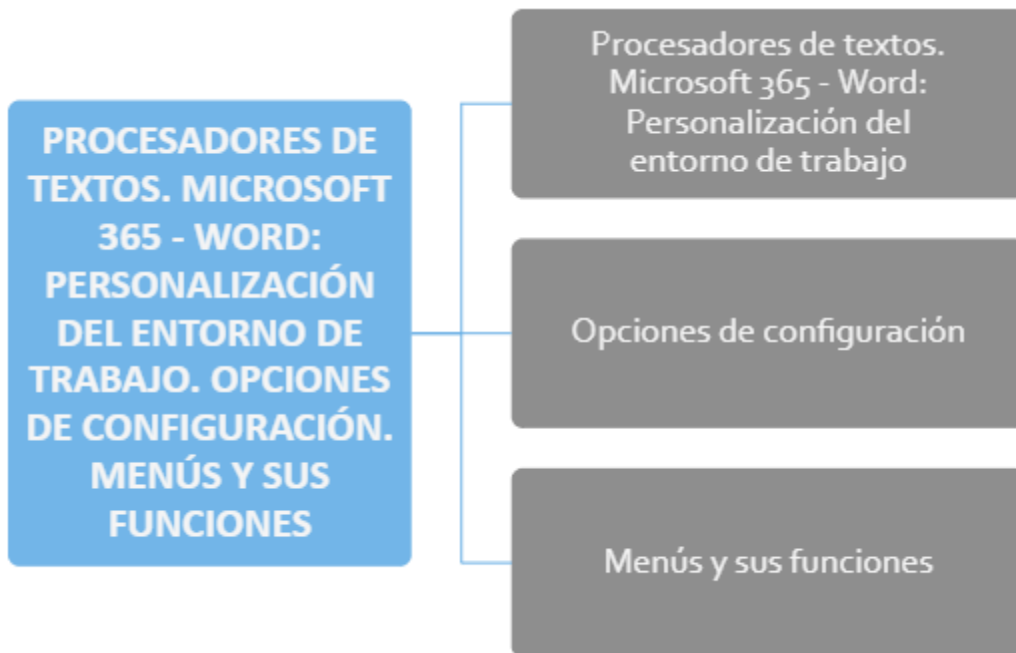 PROCESADORES DE
TEXTOS. MICROSOFT
365 - WORD:
PERSONALIZACIÓN
DEL ENTORNO DE
TRABAJO. OPCIONES
DE CONFIGURACIÓN.
MENÚS Y SUS
FUNCIONES
Procesadores de textos.
Microsoft 365 - Word:
Personalización del
entorno de trabajo
Opciones de configuración
Menús y sus funciones